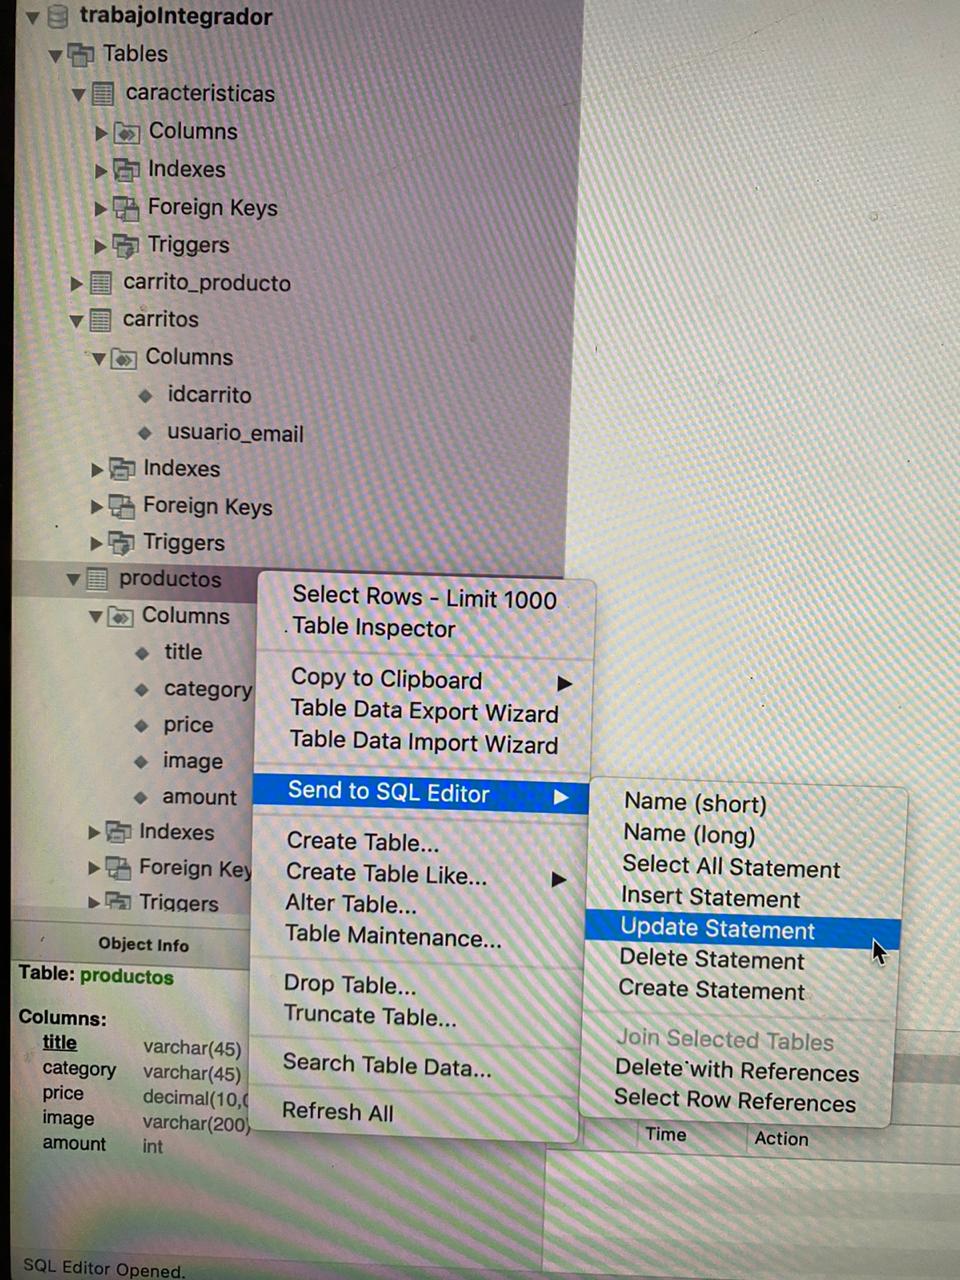 trabajoIntegrador
Tables
caracteristicas
Columns
Indexes
Foreign Keys
Triggers
carrito_producto
carritos
Columns
idcarrito
usuario_email
Indexes
Foreign Keys
Triggers
productos
Columns
title
category
price
image
amount
Indexes
Foreign Key
Triggers
Select Rows - Limit 1000
Table Inspector
Copy to Clipboard
Table Data Export Wizard
Table Data Import Wizard
Send to SQL Editor
Create Table...
Create Table Like...
Alter Table...
Table Maintenance...
Drop Table...
Truncate Table...
Search Table Data...
Refresh All
Name (short)
Name (long)
Select All Statement
Insert Statement
Update Statement
Delete Statement
Create Statement
Join Selected Tables
Delete with References
Select Row References
Object Info
Table: productos
Columns:
title varchar(45)
category varchar(45)
price decimal(10,0
image varchar(200)
amount int
Time Action
SQL Editor Opened.